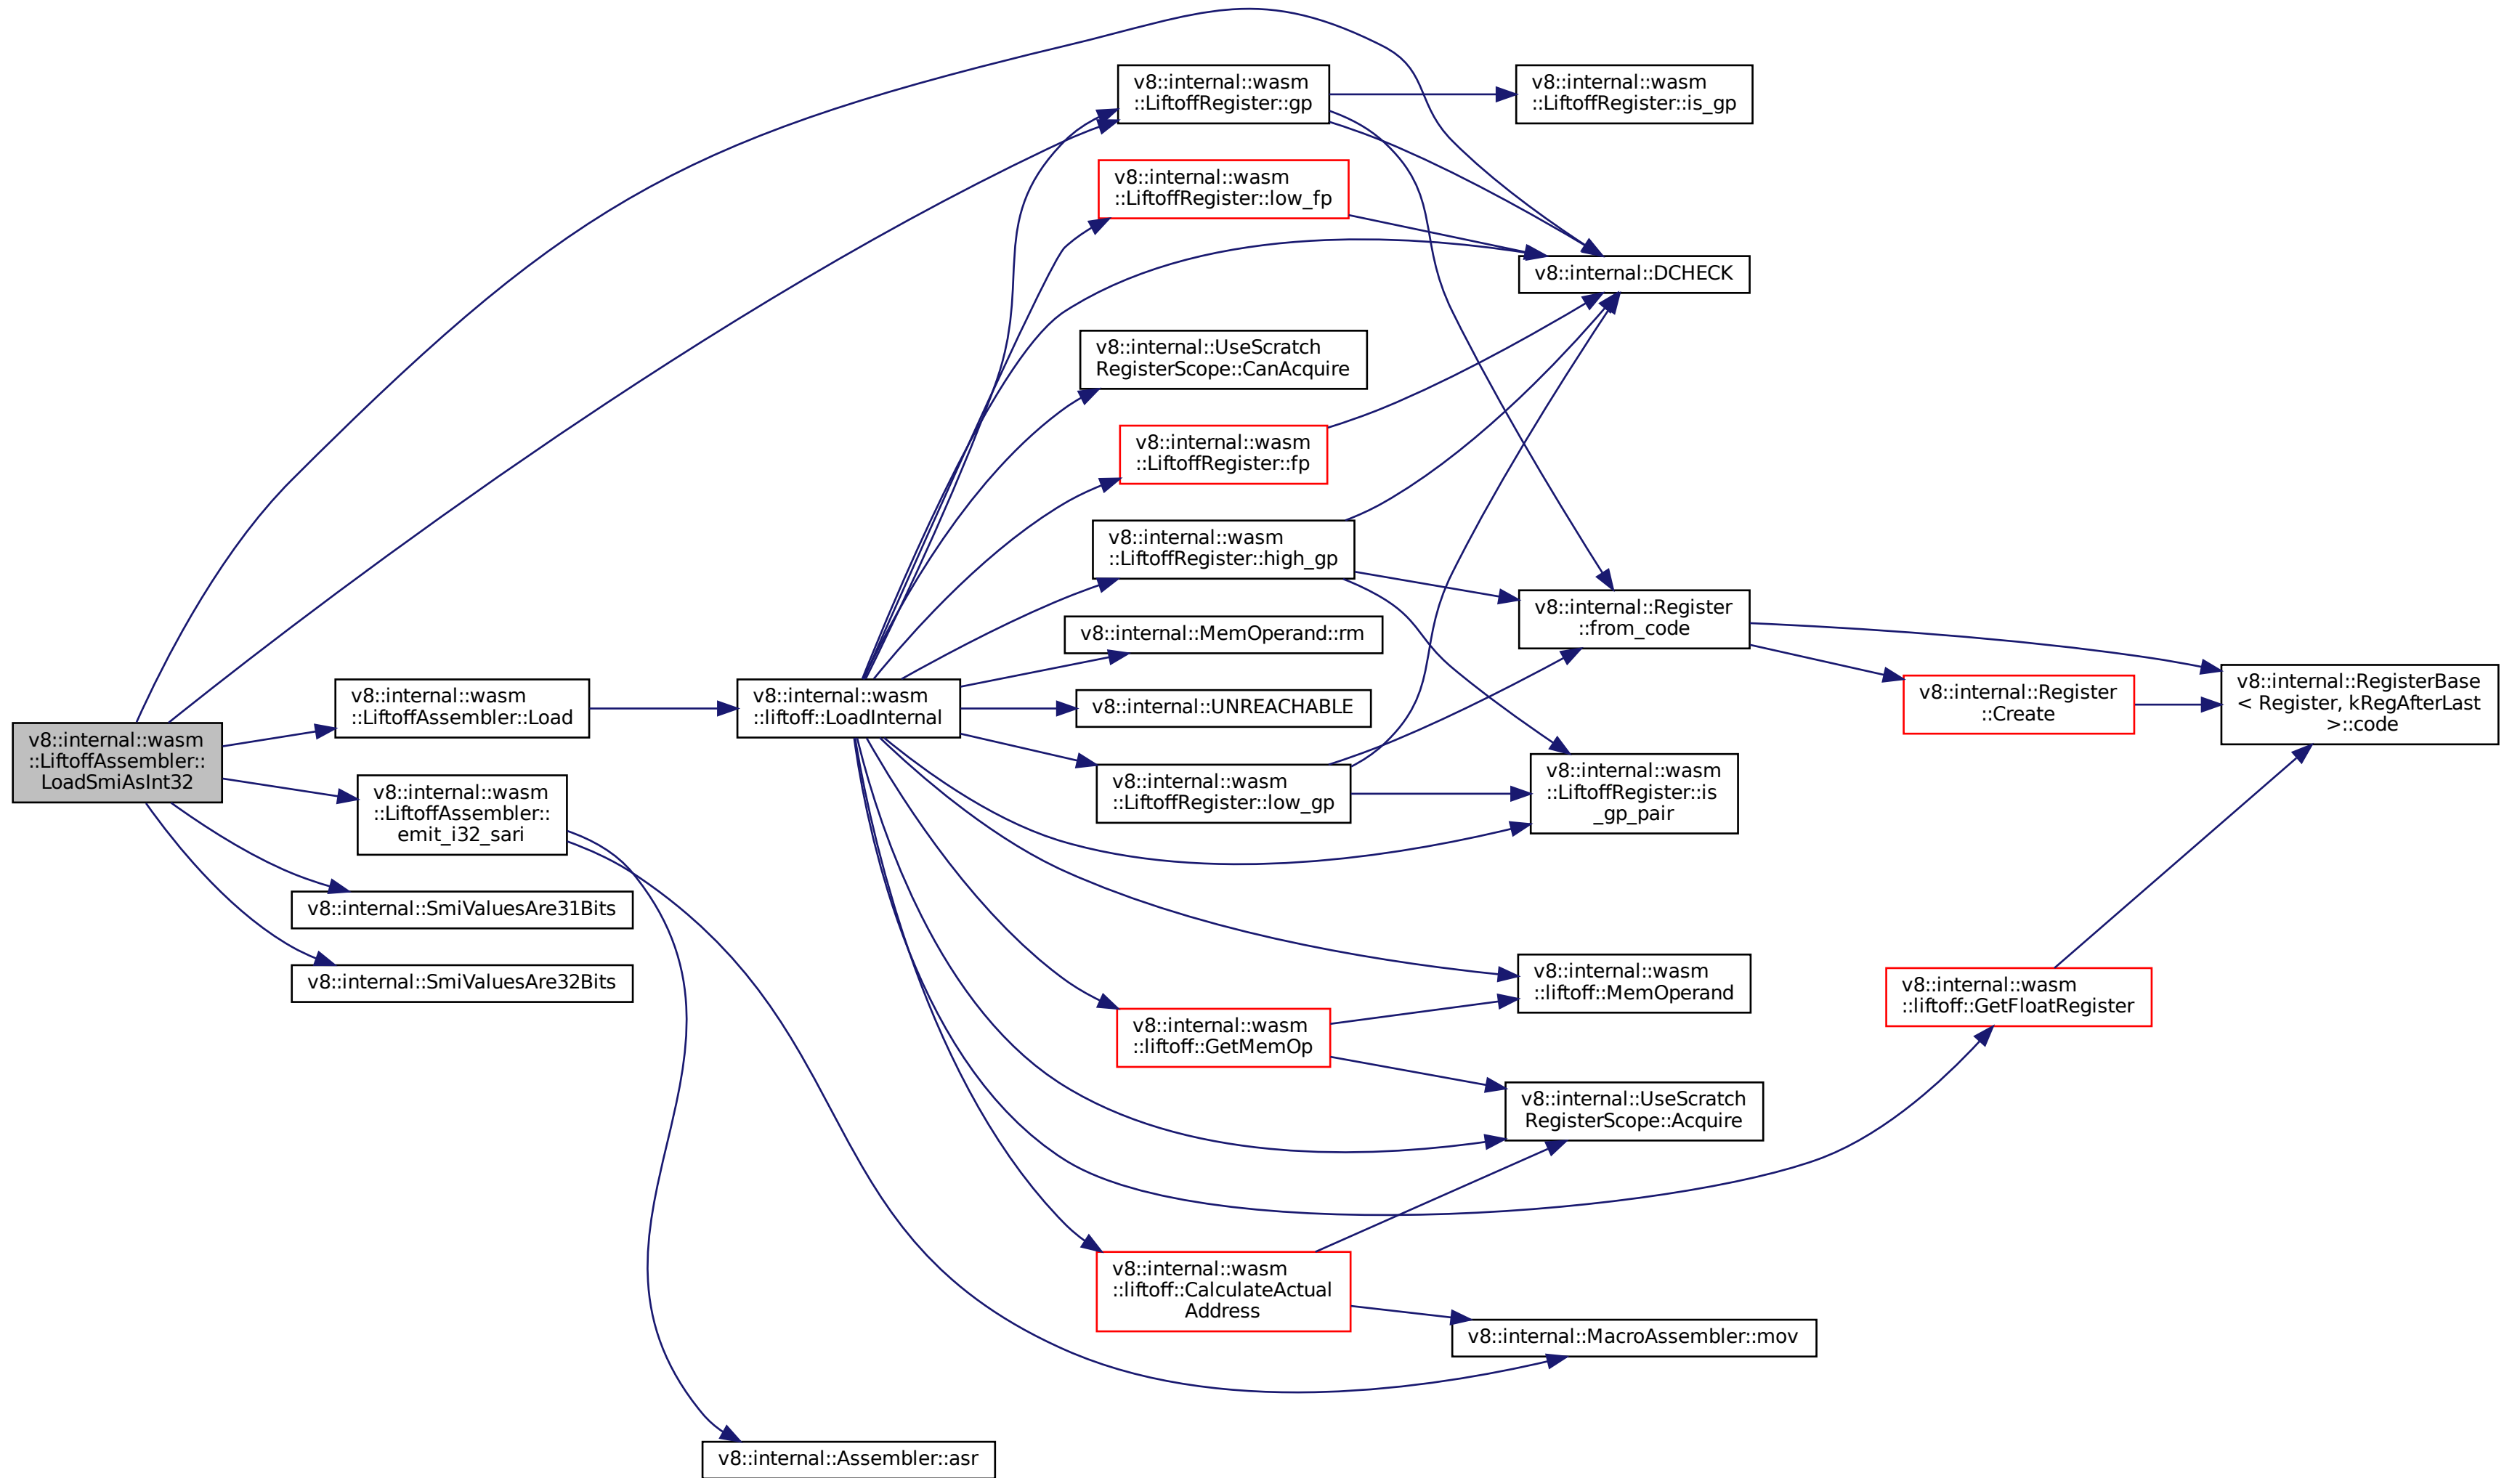 v8::internal::wasm
::LiftoffAssembler::
LoadSmiAsInt32
v8::internal::wasm
::LiftoffAssembler::Load
v8::internal::wasm
::LiftoffAssembler::
emit_i32_sari
v8::internal::SmiValuesAre31Bits
v8::internal::SmiValuesAre32Bits
v8::internal::wasm
::liftoff::LoadInternal
v8::internal::Assembler::asr
v8::internal::wasm
::LiftoffRegister::gp
v8::internal::wasm
::LiftoffRegister::low_fp
v8::internal::UseScratch
RegisterScope::CanAcquire
v8::internal::wasm
::LiftoffRegister::fp
v8::internal::wasm
::LiftoffRegister::high_gp
v8::internal::MemOperand::rm
v8::internal::UNREACHABLE
v8::internal::wasm
::LiftoffRegister::low_gp
v8::internal::wasm
::liftoff::GetMemOp
v8::internal::wasm
::liftoff::CalculateActual
Address
v8::internal::wasm
::LiftoffRegister::is_gp
v8::internal::DCHECK
v8::internal::Register
::from_code
v8::internal::wasm
::LiftoffRegister::is
_gp_pair
v8::internal::wasm
::liftoff::MemOperand
v8::internal::UseScratch
RegisterScope::Acquire
v8::internal::MacroAssembler::mov
v8::internal::Register
::Create
v8::internal::wasm
::liftoff::GetFloatRegister
v8::internal::RegisterBase
< Register, kRegAfterLast
>::code